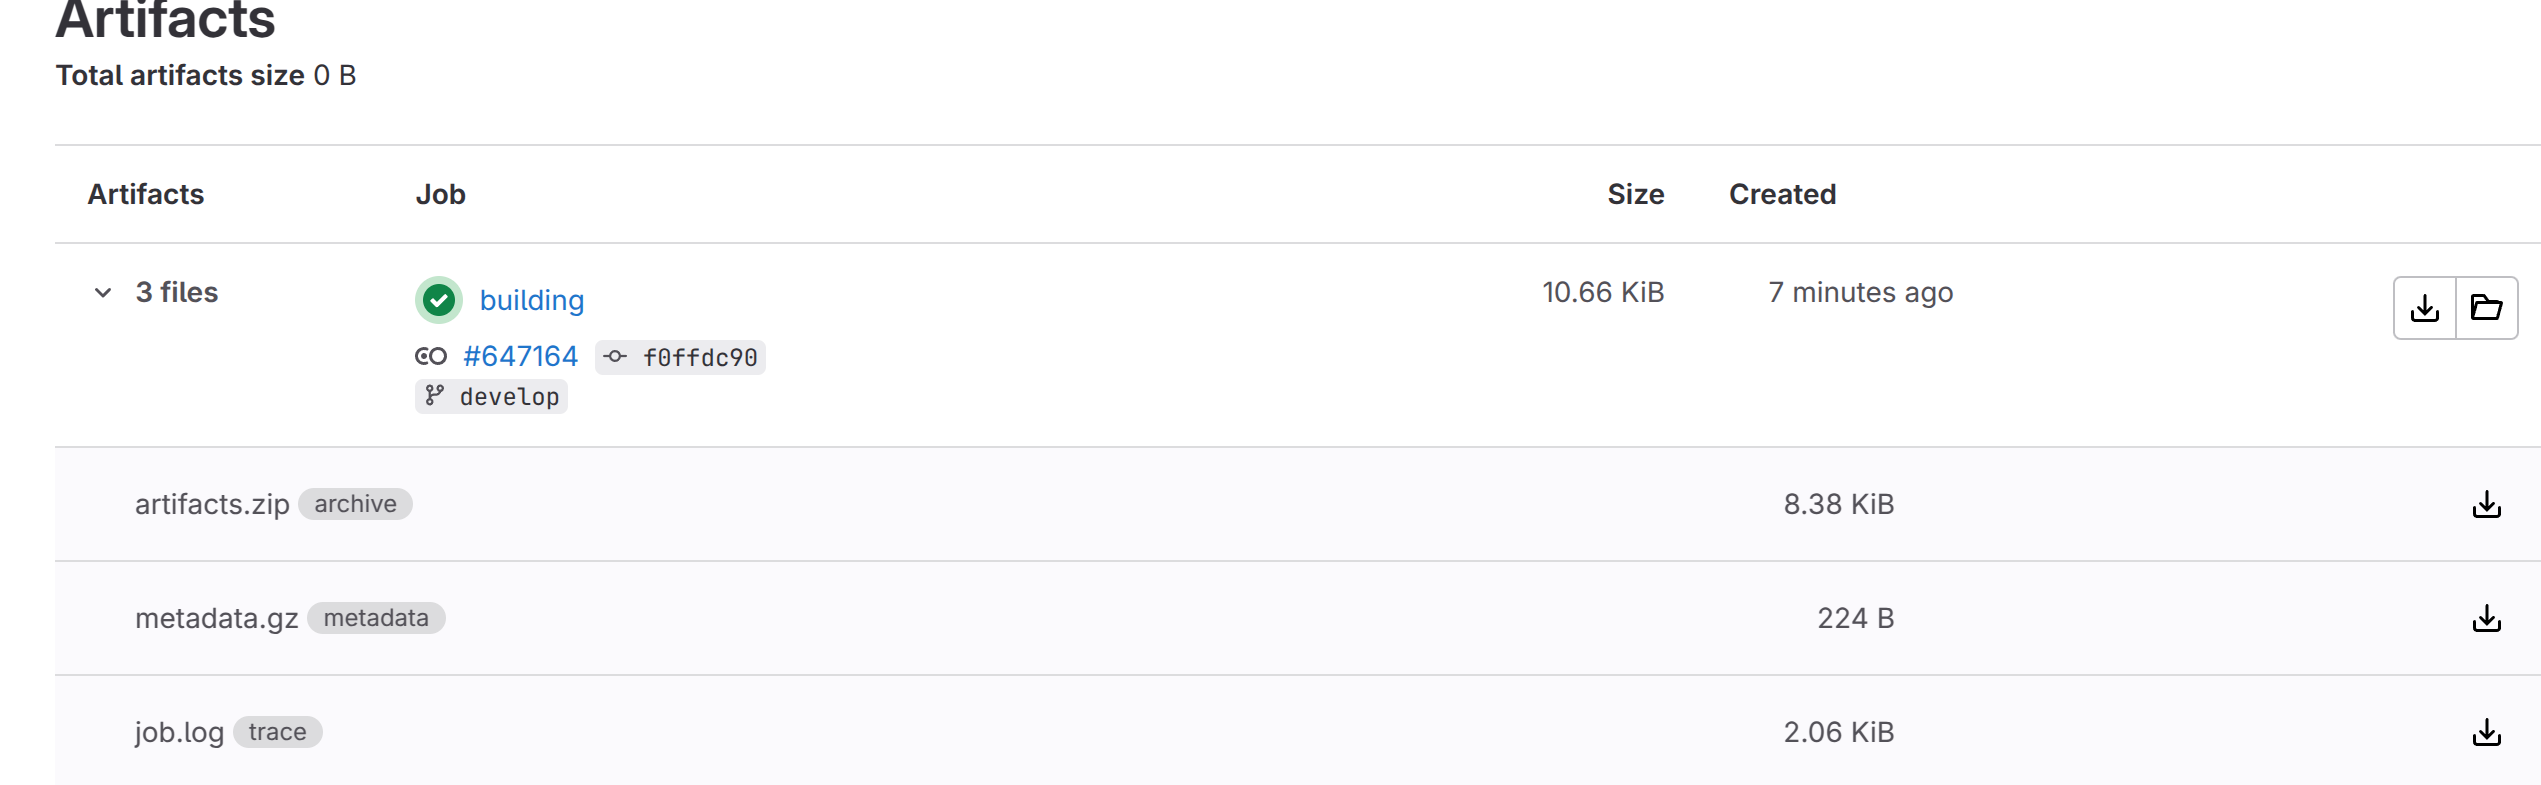 Artifacts
Total artifacts size 0 B
Artifacts Job Size Created
3 files building 10.66 KiB 7 minutes ago
#647164 f0ffdc90
develop
artifacts.zip archive 8.38 KiB
metadata.gz metadata 224 B
job.log trace 2.06 KiB